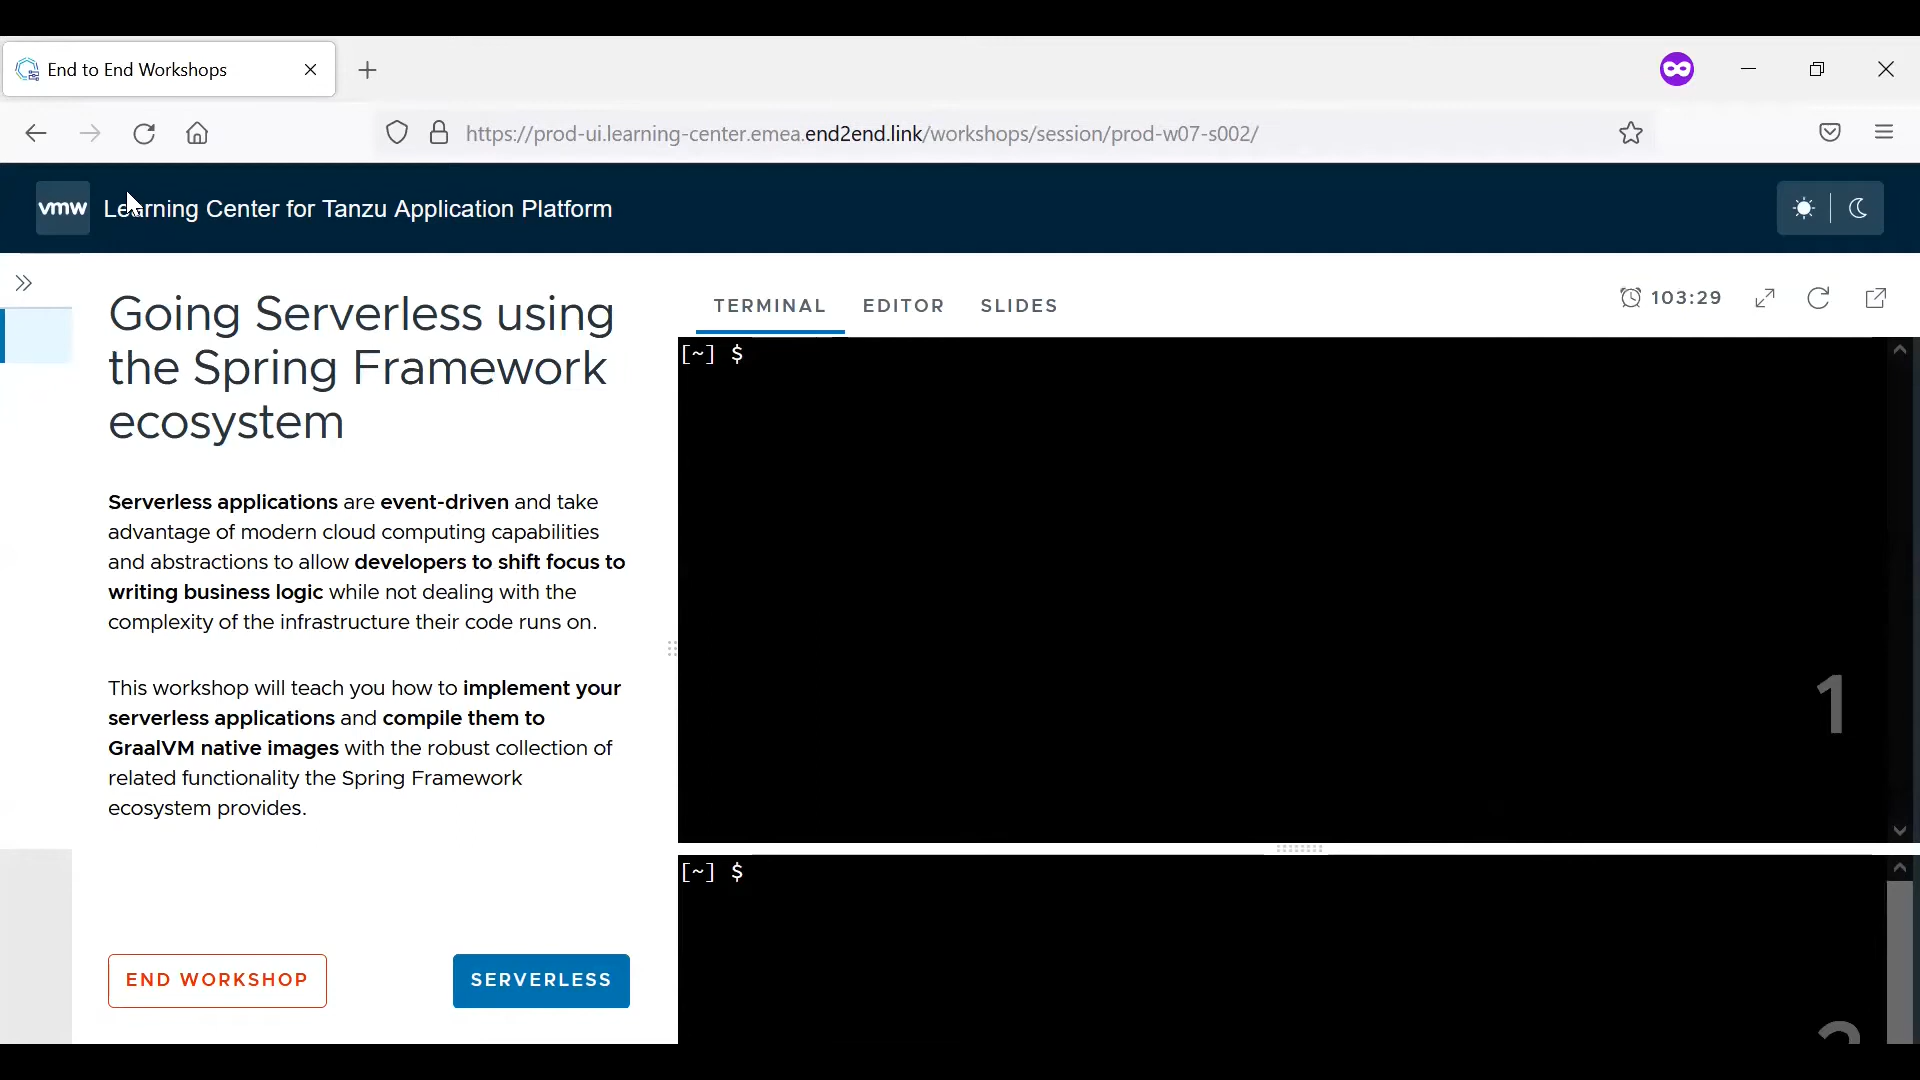 End to End Workshops
https://prod-ui.learning-center.emea.end2end.link/workshops/session/prod-w07-s002/
vmw Learning Center for Tanzu Application Platform
Going Serverless using
the Spring Framework
ecosystem
Serverless applications are event-driven and take
advantage of modern cloud computing capabilities
and abstractions to allow developers to shift focus to
writing business logic while not dealing with the
complexity of the infrastructure their code runs on.
This workshop will teach you how to implement your
serverless applications and compile them to
GraalVM native images with the robust collection of
related functionality the Spring Framework
ecosystem provides.
END WORKSHOP
SERVERLESS
TERMINAL EDITOR SLIDES
103:29
[~] $
1
[~] $
2